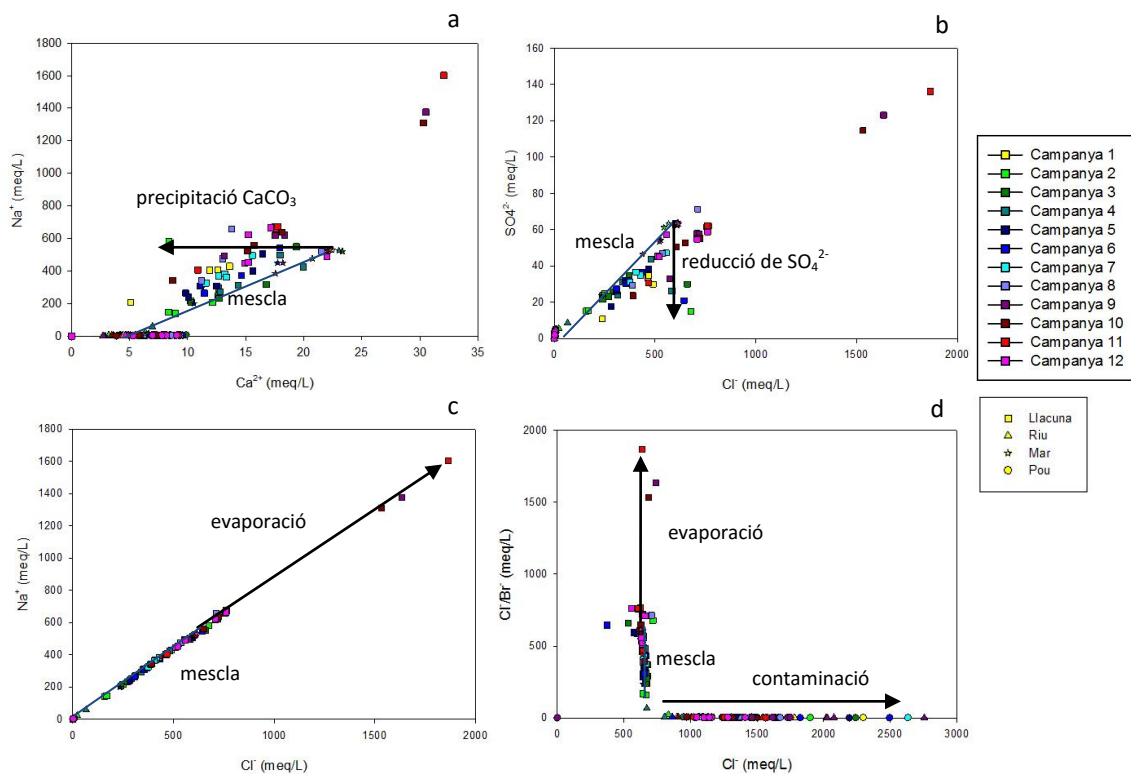 a
1800
1600
1400
1200
1000
800
600
400
200
0
Na⁺ (meq/L)
precipitació CaCO₃
mescla
0 5 10 15 20 25 30 35
Ca²⁺ (meq/L)
b
160
140
120
100
80
60
40
20
0
SO4²⁻ (meq/L)
mescla
reducció de SO₄²⁻
0 500 1000 1500 2000
Cl⁻ (meq/L)
Campanya 1
Campanya 2
Campanya 3
Campanya 4
Campanya 5
Campanya 6
Campanya 7
Campanya 8
Campanya 9
Campanya 10
Campanya 11
Campanya 12
Llacuna
Riu
Mar
Pou
c
1800
1600
1400
1200
1000
800
600
400
200
0
Na⁺ (meq/L)
evaporació
mescla
0 500 1000 1500 2000
Cl⁻ (meq/L)
d
2000
1500
1000
500
0
Cl⁻/Br⁻ (meq/L)
evaporació
mescla
contaminació
0 500 1000 1500 2000 2500 3000
Cl⁻ (meq/L)